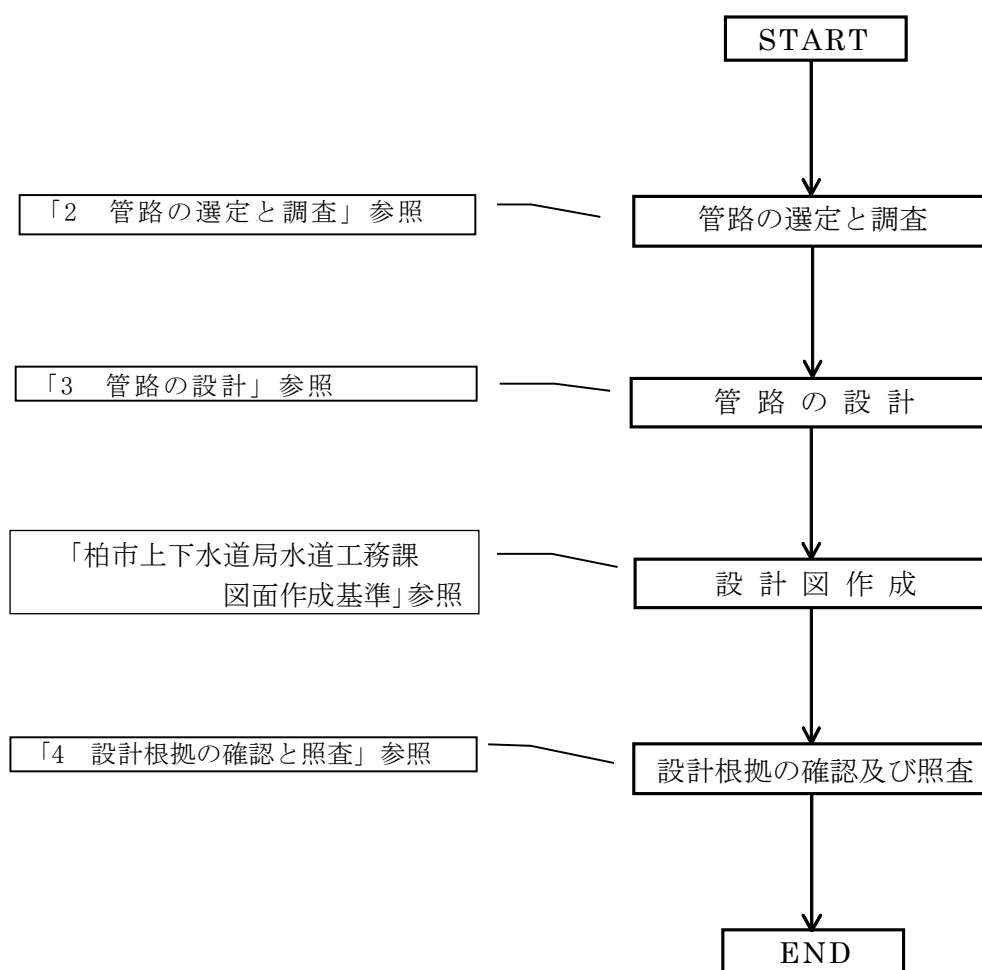 START
「2　管路の選定と調査」参照
管路の選定と調査
「3　管路の設計」参照
管路の設計
「柏市上下水道局水道工務課
図面作成基準」参照
設計図作成
「4　設計根拠の確認と照査」参照
設計根拠の確認及び照査
END